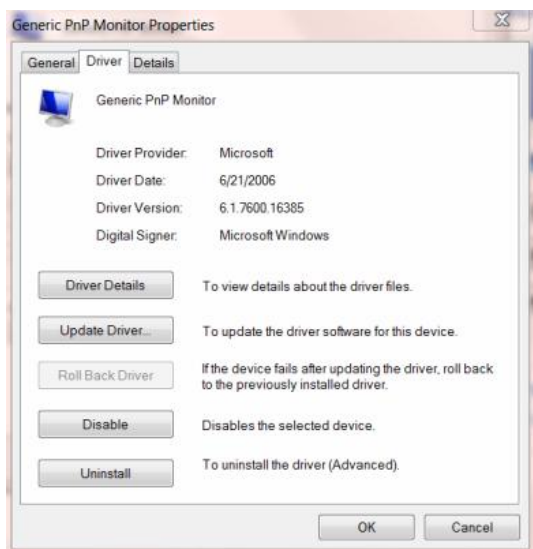 Generic PnP Monitor Properties
General Driver Details
Generic PnP Monitor
Driver Provider: Microsoft
Driver Date: 6/21/2006
Driver Version: 6.1.7600.16385
Digital Signer: Microsoft Windows
Driver Details To view details about the driver files.
Update Driver... To update the driver software for this device.
Roll Back Driver If the device fails after updating the driver, roll back
to the previously installed driver.
Disable Disables the selected device.
Uninstall To uninstall the driver (Advanced).
OK Cancel